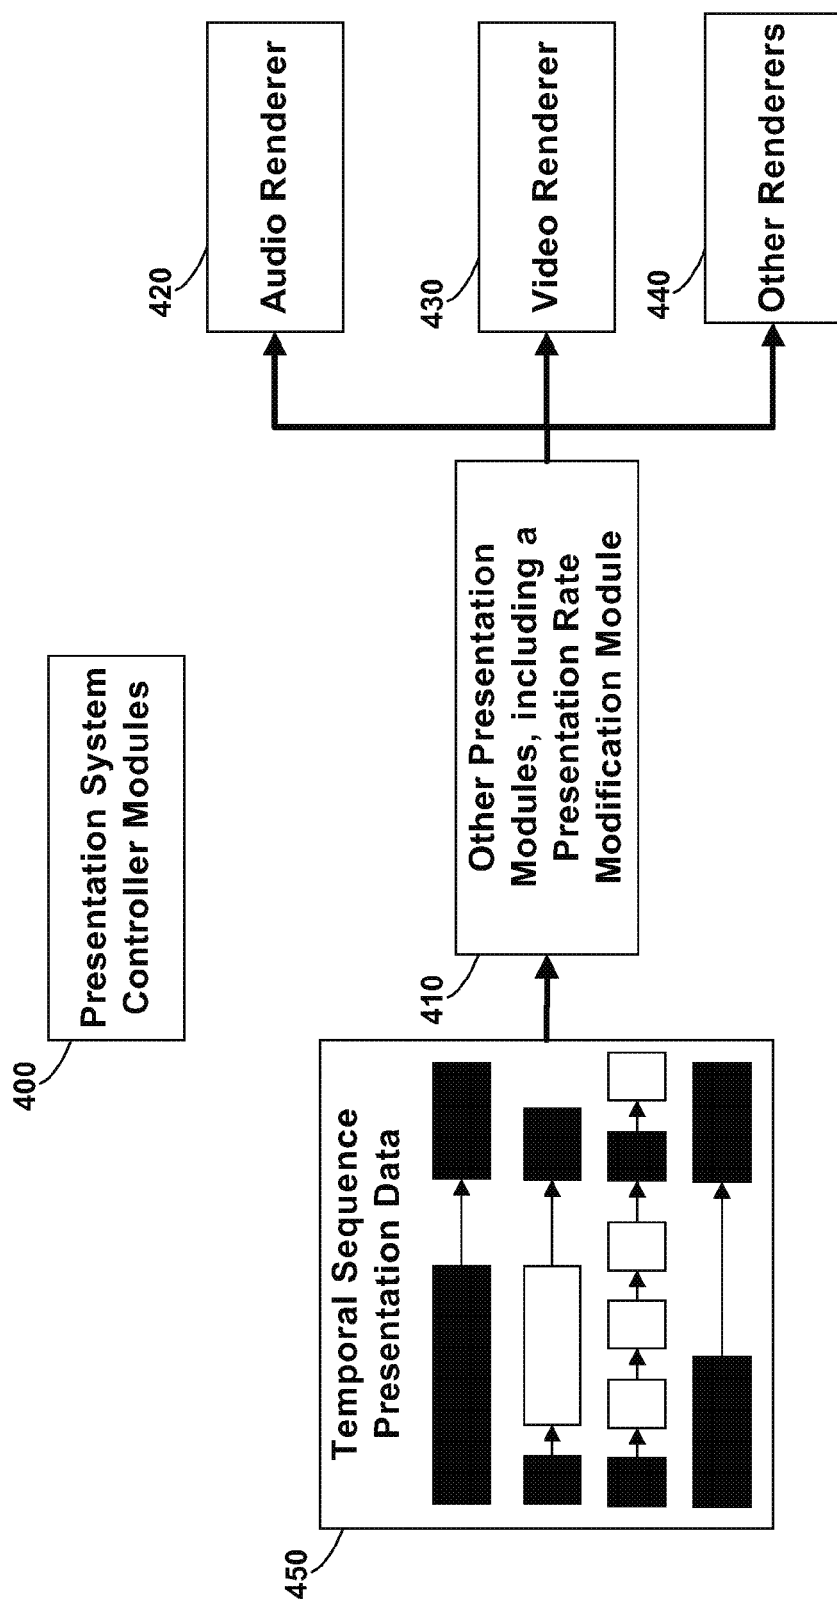 400
Presentation System
Controller Modules
450
Temporal Sequence
Presentation Data
410
Other Presentation
Modules, including a
Presentation Rate
Modification Module
420
Audio Renderer
430
Video Renderer
440
Other Renderers